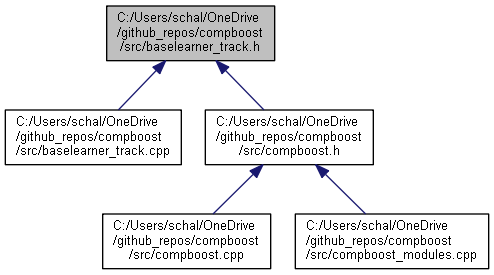 C:/Users/schal/OneDrive
/github_repos/compboost
/src/baselearner_track.h
C:/Users/schal/OneDrive
/github_repos/compboost
/src/baselearner_track.cpp
C:/Users/schal/OneDrive
/github_repos/compboost
/src/compboost.h
C:/Users/schal/OneDrive
/github_repos/compboost
/src/compboost.cpp
C:/Users/schal/OneDrive
/github_repos/compboost
/src/compboost_modules.cpp